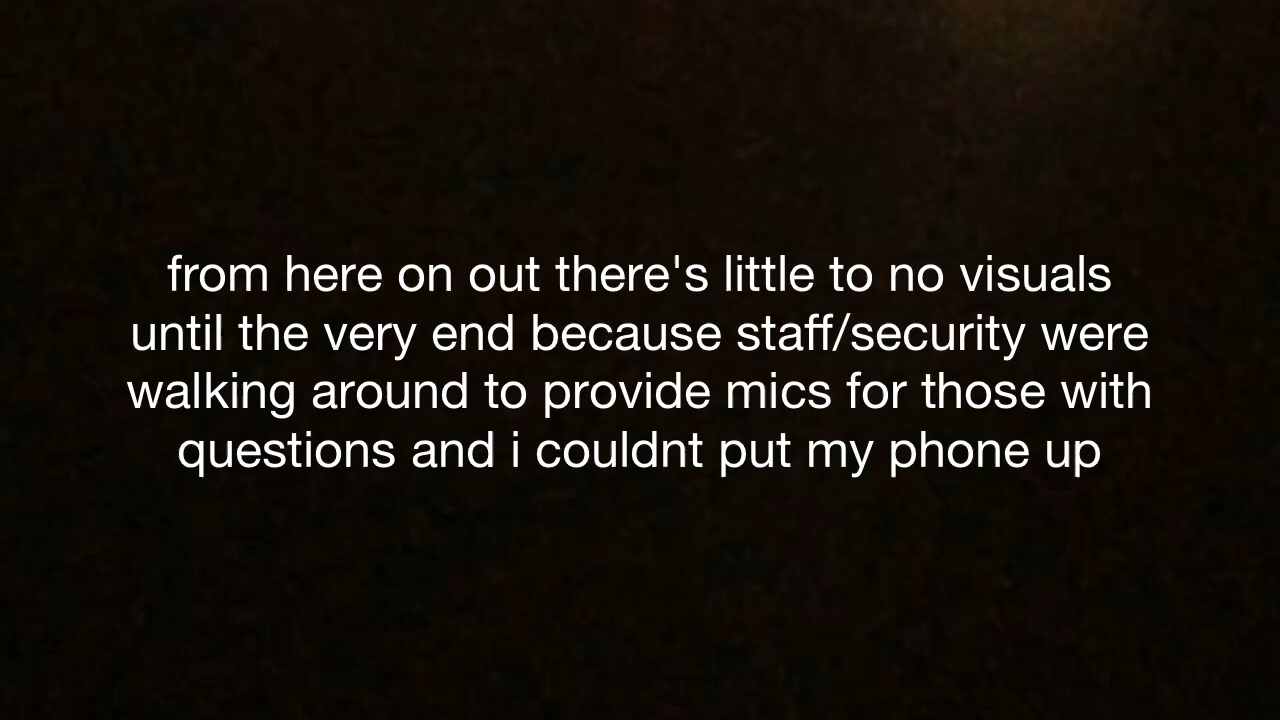 from here on out there's little to no visuals
until the very end because staff/security were
walking around to provide mics for those with
questions and i couldnt put my phone up